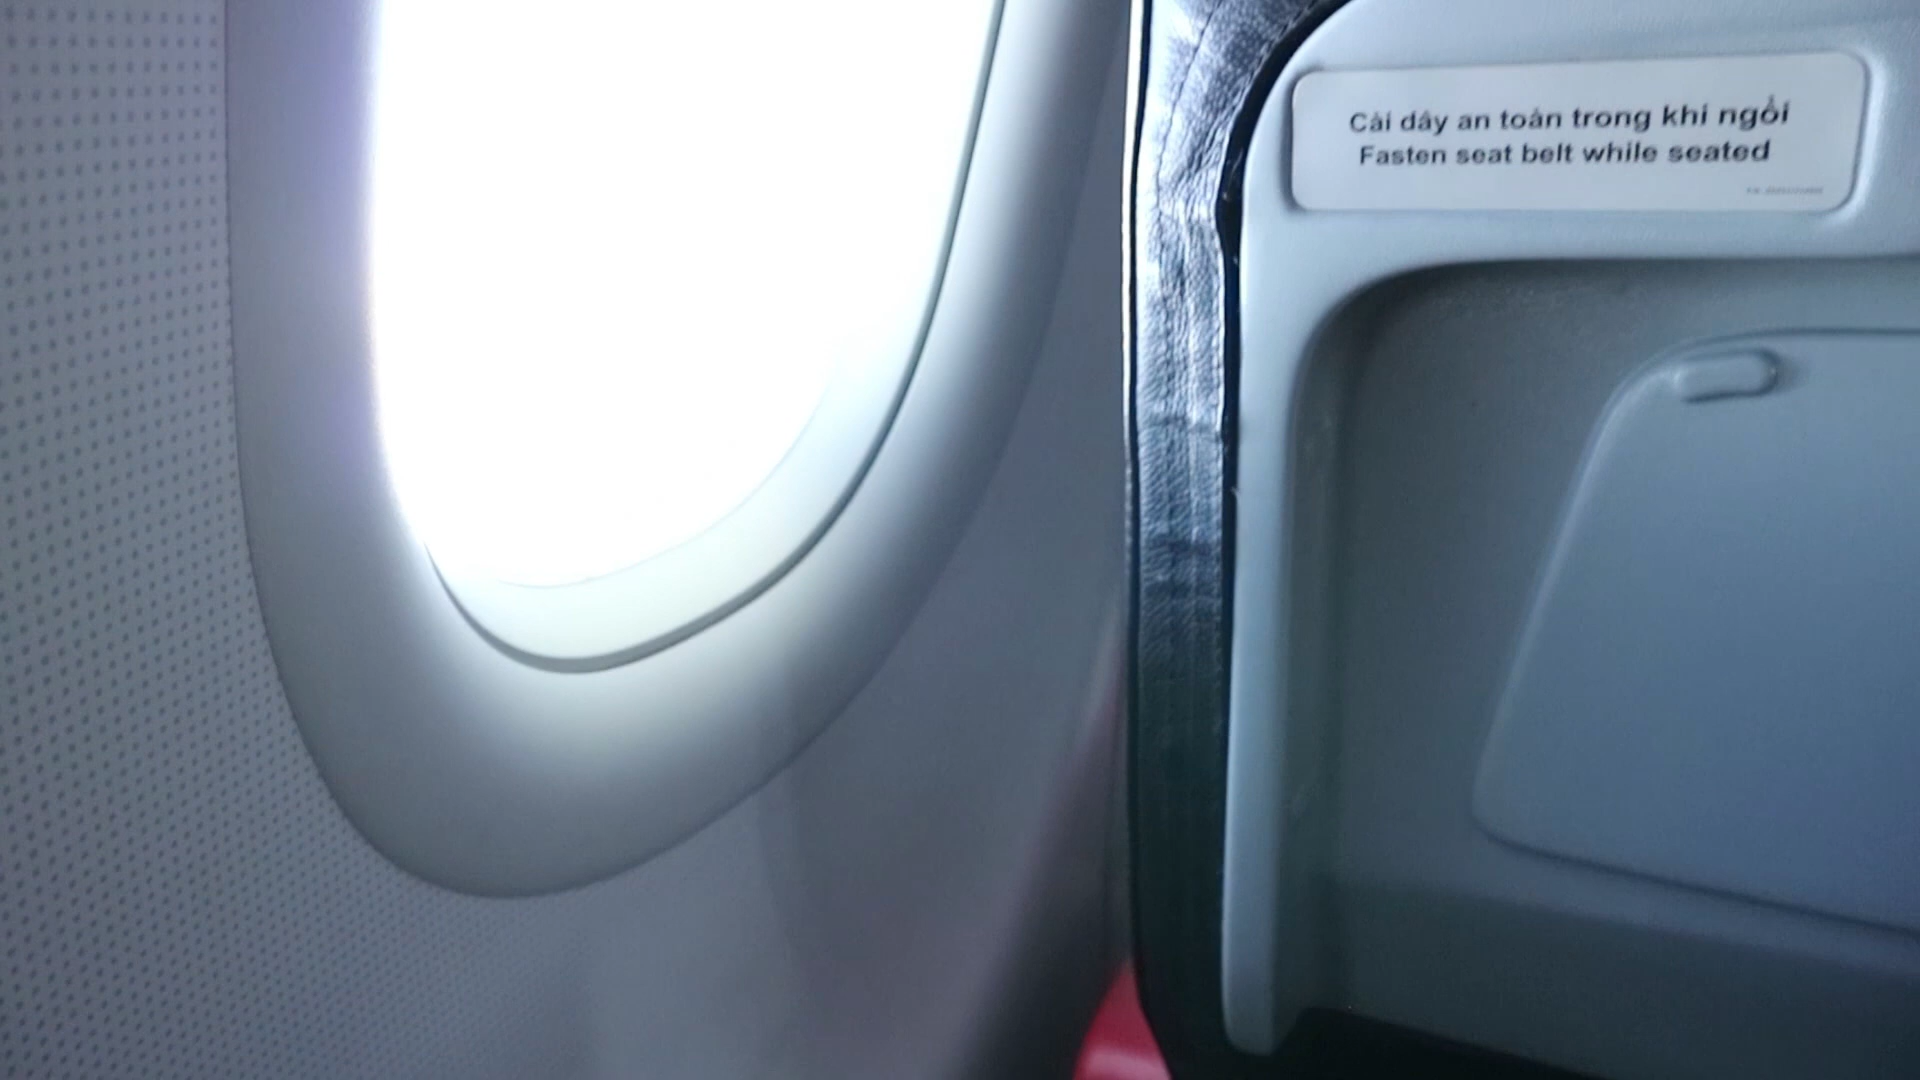 Cài dây an toàn trong khi ngồi
Fasten seat belt while seated